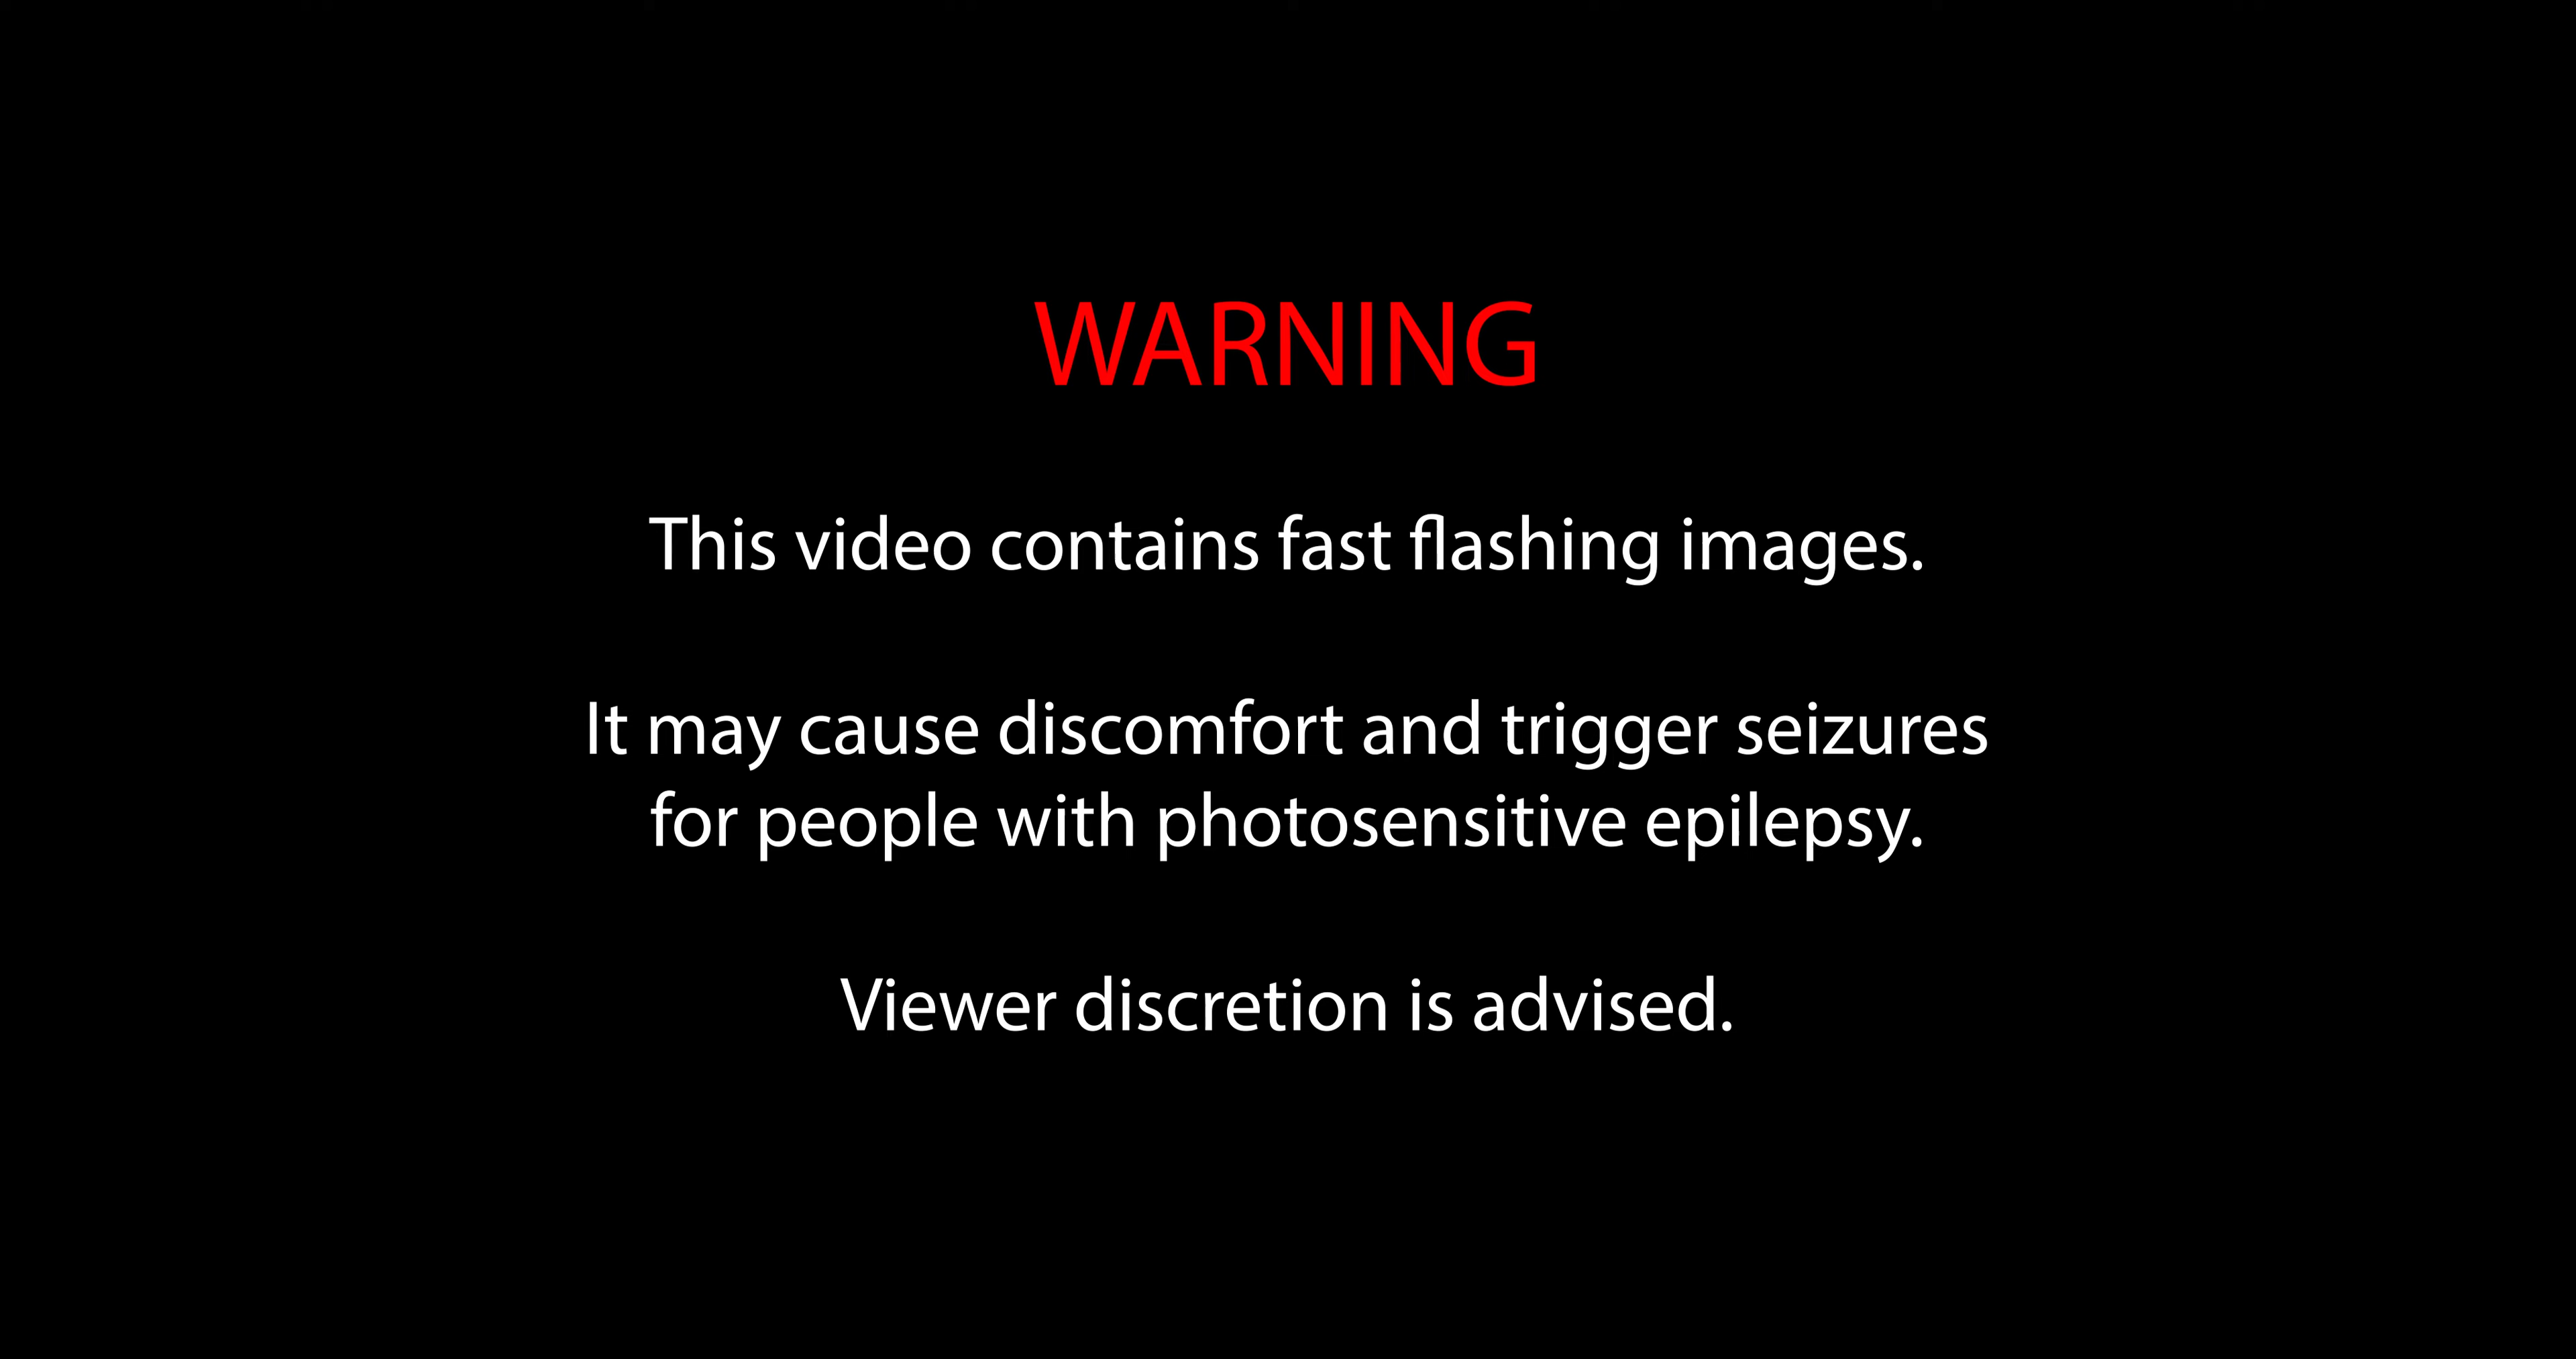 WARNING
This video contains fast flashing images.
It may cause discomfort and trigger seizures
for people with photosensitive epilepsy.
Viewer discretion is advised.